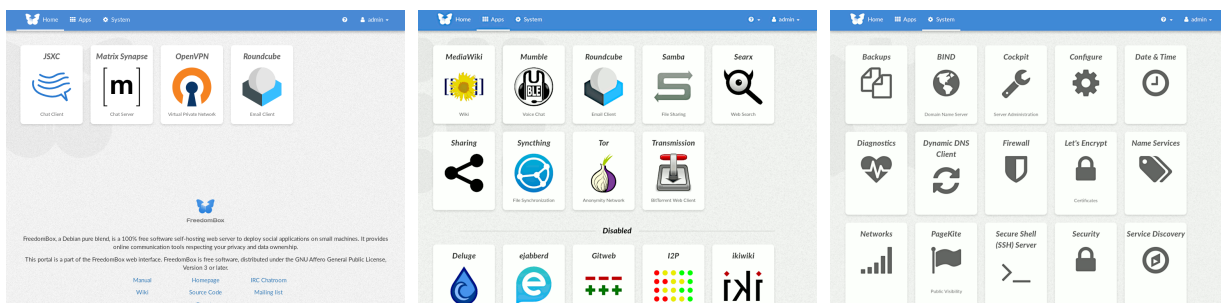 Home Apps System admin
JSXC Matrix Synapse OpenVPN Roundcube
[m]
Chat Client Chat Server Virtual Private Network Email Client
FreedomBox
FreedomBox, a Debian pure blend, is a 100% free software self-hosting web server to deploy social applications on small machines. It provides
online communication tools respecting your privacy and data ownership.
This portal is a part of the FreedomBox web interface. FreedomBox is free software, distributed under the GNU Affero General Public License,
Version 3 or later.
Manual Homepage IRC Chatroom
Wiki Source Code Mailing list
Home Apps System admin
MediaWiki Mumble Roundcube Samba Searx
BLE
Wiki Voice Chat Email Client File Sharing Web Search
Sharing Syncthing Tor Transmission
File Synchronization Anonymity Network BitTorrent Web Client
Disabled
Deluge ejabberd Gitweb I2P ikiwiki
e iki
Home Apps System admin
Backups BIND Cockpit Configure Date & Time
Domain Name Server Server Administration
Diagnostics Dynamic DNS Firewall Let's Encrypt Name Services
Client
Certificates
Networks PageKite Secure Shell Security Service Discovery
(SSH) Server
>_
Public Visibility